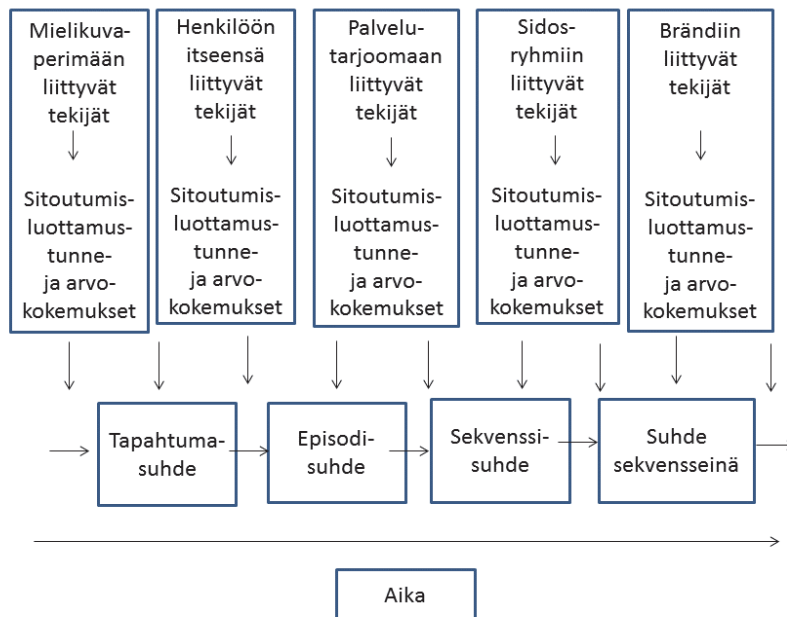 Mielikuva-
perimään
liittyvät
tekijät
Sitoutumis-
luottamus-
tunne-
ja arvo-
kokemukset
Henkilöön
itseensä
liittyvät
tekijät
Sitoutumis-
luottamus-
tunne-
ja arvo-
kokemukset
Palvelu-
tarjoomaan
liittyvät
tekijät
Sitoutumis-
luottamus-
tunne-
ja arvo-
kokemukset
Sidos-
ryhmiin
liittyvät
tekijät
Sitoutumis-
luottamus-
tunne-
ja arvo-
kokemukset
Brändiin
liittyvät
tekijät
Sitoutumis-
luottamus-
tunne-
ja arvo-
kokemukset
Tapahtuma-
suhde
Episodi-
suhde
Sekvenssi-
suhde
Suhde
sekvensseinä
Aika